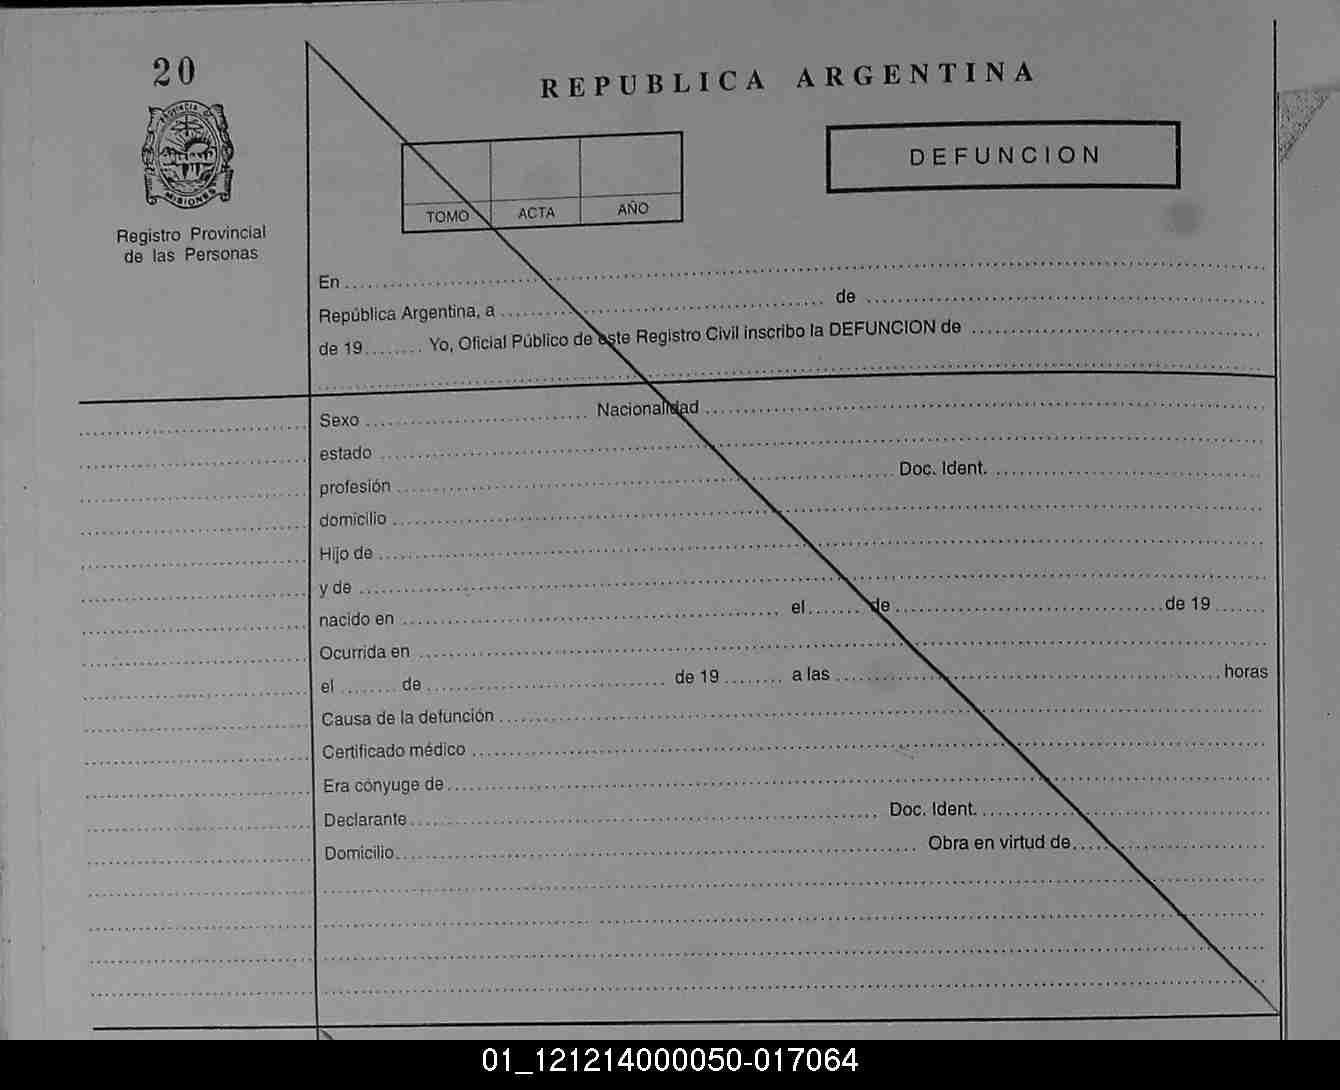 20
REPUBLICA ARGENTINA
PROVINCIA DE
MISIONES
DEFUNCION
TOMO ACTA AÑO
Registro Provincial
de las Personas
En
República Argentina, a de
de 19 Yo, Oficial Público de este Registro Civil inscribo la DEFUNCION de
Sexo Nacionalidad
estado
profesión Doc. Ident.
domicilio
Hijo de
y de
nacido en el de de 19
Ocurrida en
el de de 19 a las horas
Causa de la defunción
Certificado médico
Era cónyuge de
Declarante Doc. Ident.
Domicilio Obra en virtud de
01_121214000050-017064